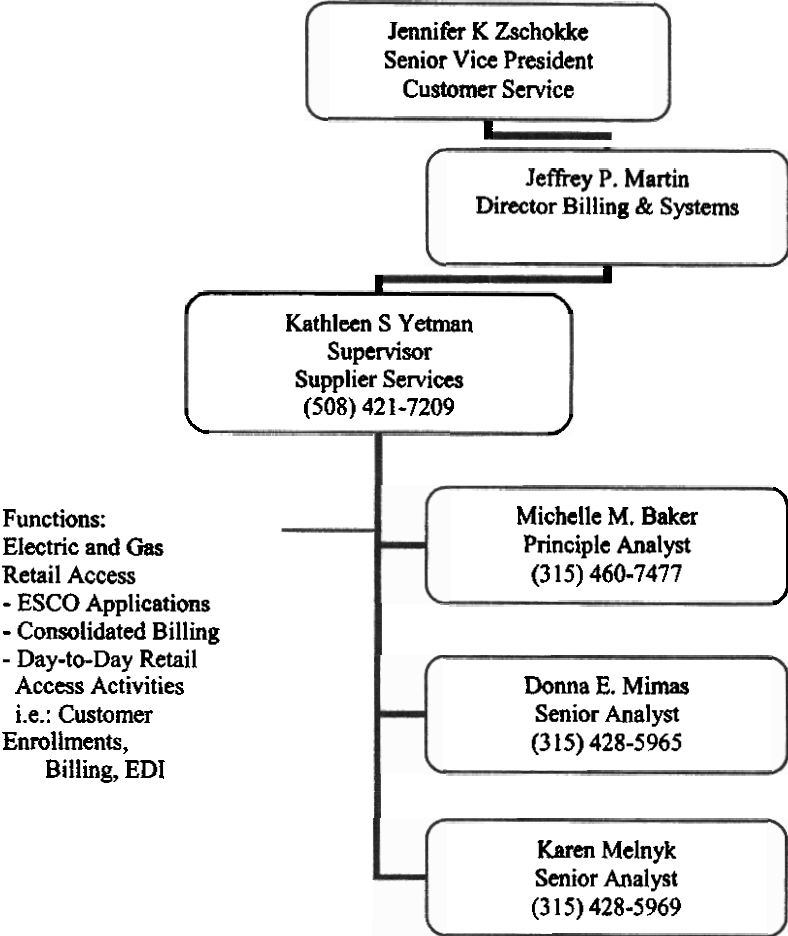 Jennifer K Zschokke
Senior Vice President
Customer Service
Jeffrey P. Martin
Director Billing & Systems
Kathleen S Yetman
Supervisor
Supplier Services
(508) 421-7209
Functions:
Electric and Gas
Retail Access
- ESCO Applications
- Consolidated Billing
- Day-to-Day Retail
Access Activities
i.e.: Customer
Enrollments,
Billing, EDI
Michelle M. Baker
Principle Analyst
(315) 460-7477
Donna E. Mimas
Senior Analyst
(315) 428-5965
Karen Melnyk
Senior Analyst
(315) 428-5969